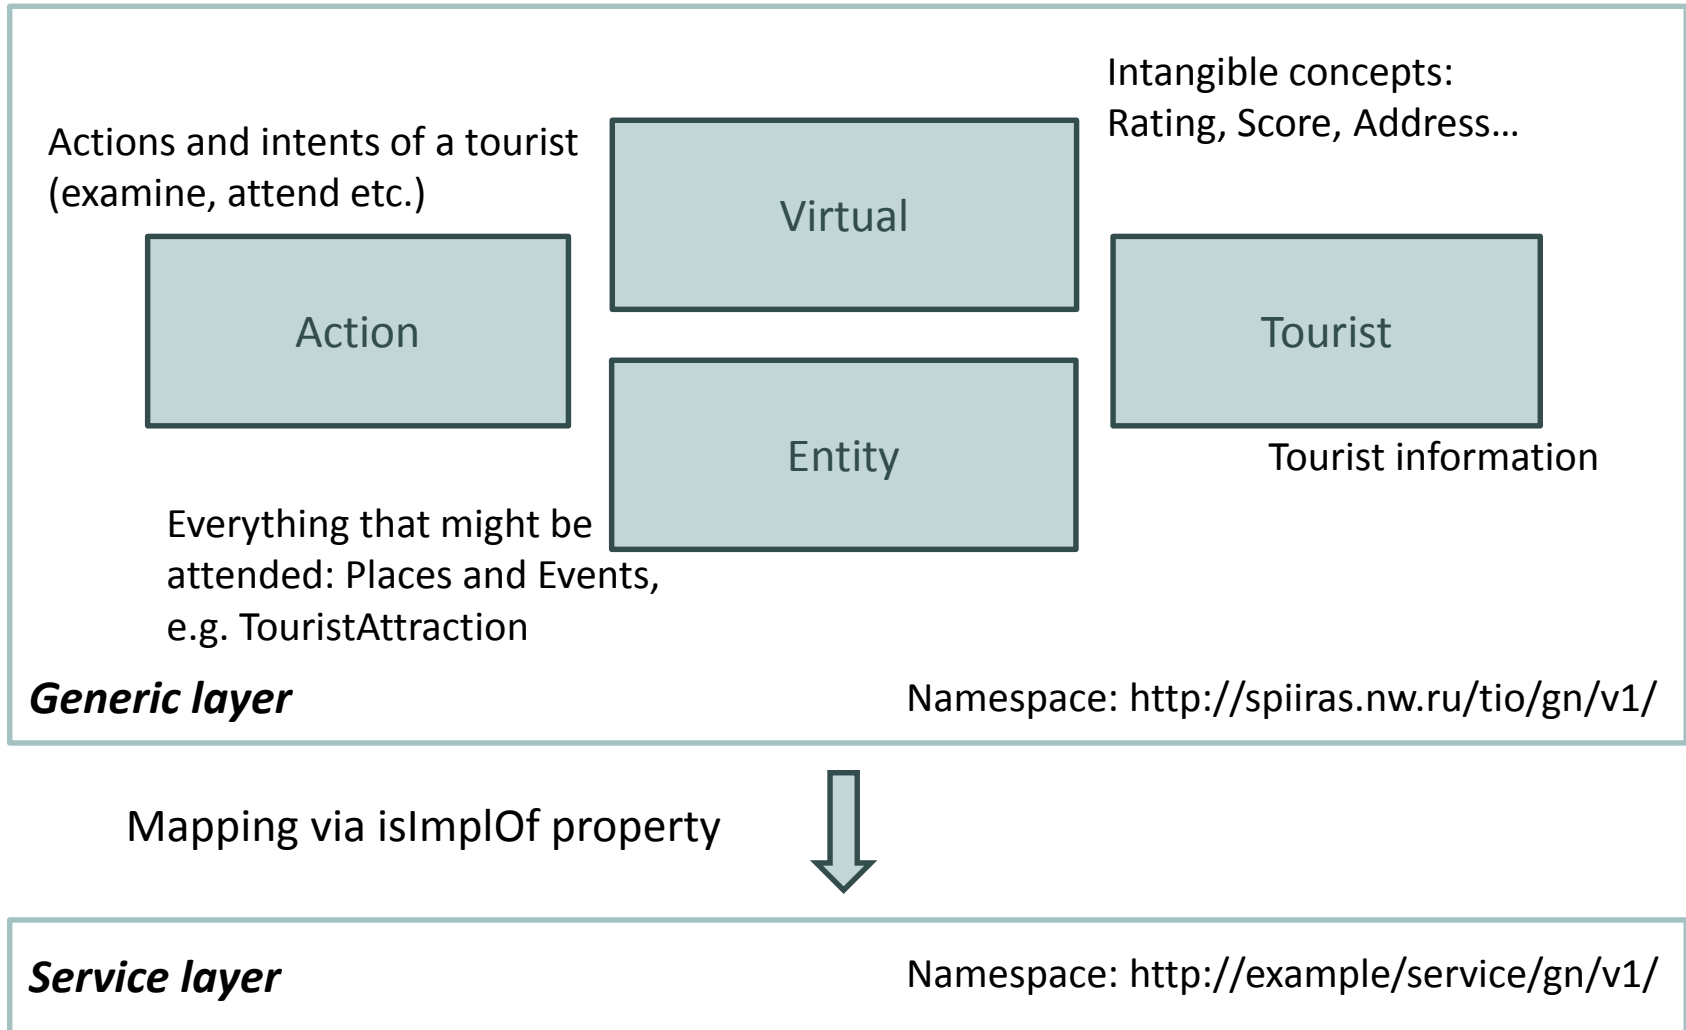 Intangible concepts:
Rating, Score, Address…
Actions and intents of a tourist
(examine, attend etc.)
Virtual
Action
Tourist
Entity
Tourist information
Everything that might be
attended: Places and Events,
e.g. TouristAttraction
Generic layer
Namespace: http://spiiras.nw.ru/tio/gn/v1/
Mapping via isImplOf property
Service layer
Namespace: http://example/service/gn/v1/